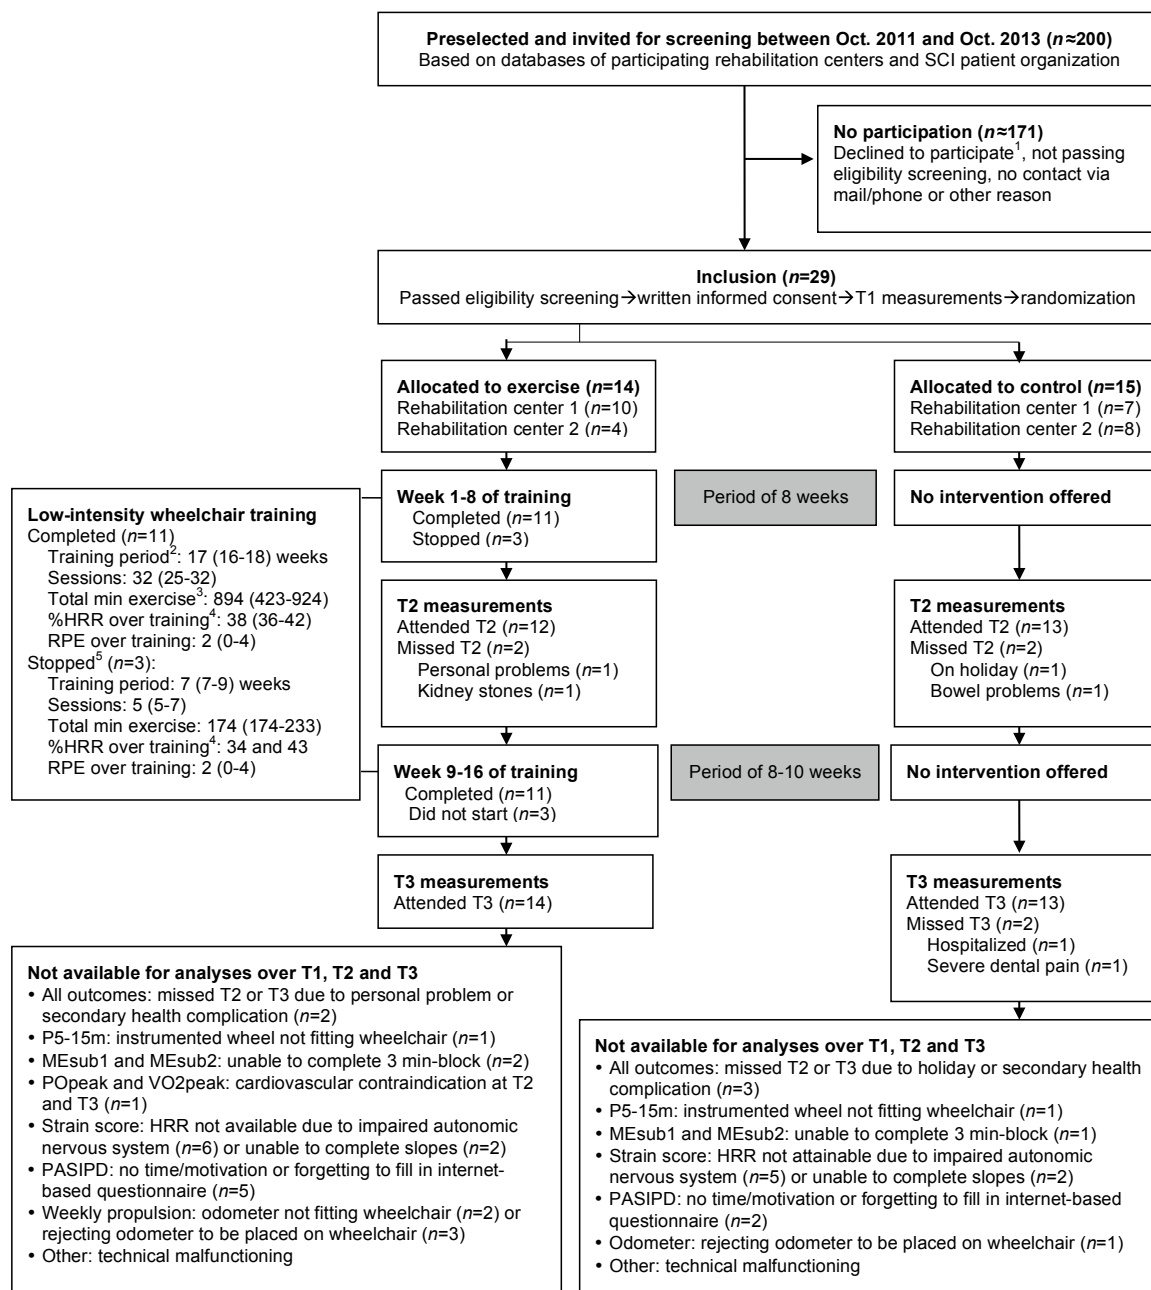 Preselected and invited for screening between Oct. 2011 and Oct. 2013 (n≈200)
Based on databases of participating rehabilitation centers and SCI patient organization
No participation (n≈171)
Declined to participate¹, not passing
eligibility screening, no contact via
mail/phone or other reason
Inclusion (n=29)
Passed eligibility screening→written informed consent→T1 measurements→randomization
Allocated to exercise (n=14)
Rehabilitation center 1 (n=10)
Rehabilitation center 2 (n=4)
Allocated to control (n=15)
Rehabilitation center 1 (n=7)
Rehabilitation center 2 (n=8)
Week 1-8 of training
Completed (n=11)
Stopped (n=3)
Period of 8 weeks
No intervention offered
Low-intensity wheelchair training
Completed (n=11)
Training period²: 17 (16-18) weeks
Sessions: 32 (25-32)
Total min exercise³: 894 (423-924)
%HRR over training⁴: 38 (36-42)
RPE over training: 2 (0-4)
Stopped⁵ (n=3):
Training period: 7 (7-9) weeks
Sessions: 5 (5-7)
Total min exercise: 174 (174-233)
%HRR over training⁴: 34 and 43
RPE over training: 2 (0-4)
T2 measurements
Attended T2 (n=12)
Missed T2 (n=2)
Personal problems (n=1)
Kidney stones (n=1)
T2 measurements
Attended T2 (n=13)
Missed T2 (n=2)
On holiday (n=1)
Bowel problems (n=1)
Week 9-16 of training
Completed (n=11)
Did not start (n=3)
Period of 8-10 weeks
No intervention offered
T3 measurements
Attended T3 (n=14)
T3 measurements
Attended T3 (n=13)
Missed T3 (n=2)
Hospitalized (n=1)
Severe dental pain (n=1)
Not available for analyses over T1, T2 and T3
• All outcomes: missed T2 or T3 due to personal problem or
secondary health complication (n=2)
• P5-15m: instrumented wheel not fitting wheelchair (n=1)
• MEsub1 and MEsub2: unable to complete 3 min-block (n=2)
• POpeak and VO2peak: cardiovascular contraindication at T2
and T3 (n=1)
• Strain score: HRR not available due to impaired autonomic
nervous system (n=6) or unable to complete slopes (n=2)
• PASIPD: no time/motivation or forgetting to fill in internet-
based questionnaire (n=5)
• Weekly propulsion: odometer not fitting wheelchair (n=2) or
rejecting odometer to be placed on wheelchair (n=3)
• Other: technical malfunctioning
Not available for analyses over T1, T2 and T3
• All outcomes: missed T2 or T3 due to holiday or secondary health
complication (n=3)
• P5-15m: instrumented wheel not fitting wheelchair (n=1)
• MEsub1 and MEsub2: unable to complete 3 min-block (n=1)
• Strain score: HRR not attainable due to impaired autonomic
nervous system (n=5) or unable to complete slopes (n=2)
• PASIPD: no time/motivation or forgetting to fill in internet-based
questionnaire (n=2)
• Odometer: rejecting odometer to be placed on wheelchair (n=1)
• Other: technical malfunctioning